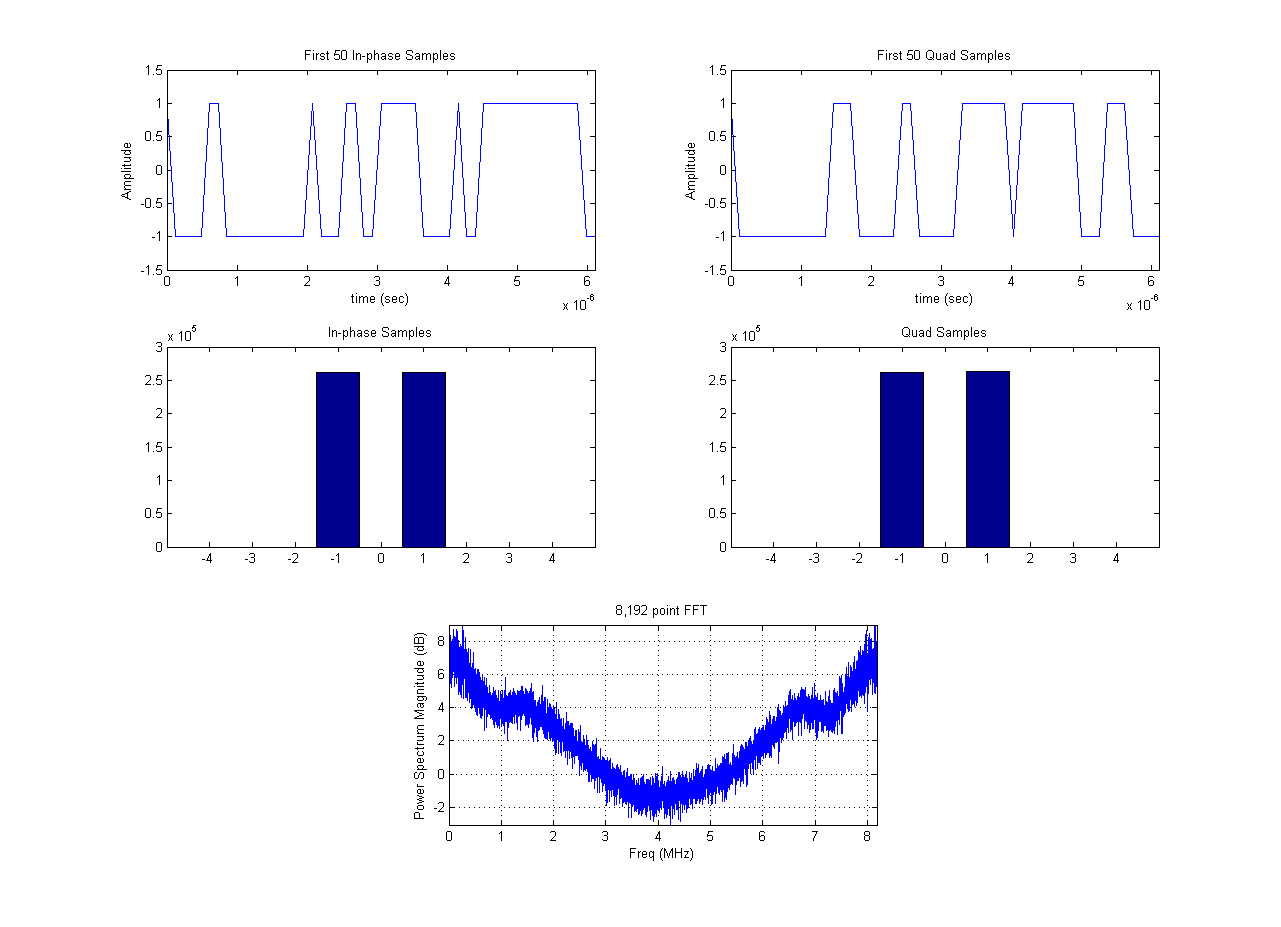 First 50 In-phase Samples
1.5
1
0.5
0
-0.5
-1
-1.5
Amplitude
0 1 2 3 4 5 6
time (sec)
x 10^-6
First 50 Quad Samples
1.5
1
0.5
0
-0.5
-1
-1.5
Amplitude
0 1 2 3 4 5 6
time (sec)
x 10^-6
In-phase Samples
x 10^5
3
2.5
2
1.5
1
0.5
0
-4 -3 -2 -1 0 1 2 3 4
Quad Samples
x 10^5
3
2.5
2
1.5
1
0.5
0
-4 -3 -2 -1 0 1 2 3 4
8,192 point FFT
8
6
4
2
0
-2
Power Spectrum Magnitude (dB)
0 1 2 3 4 5 6 7 8
Freq (MHz)